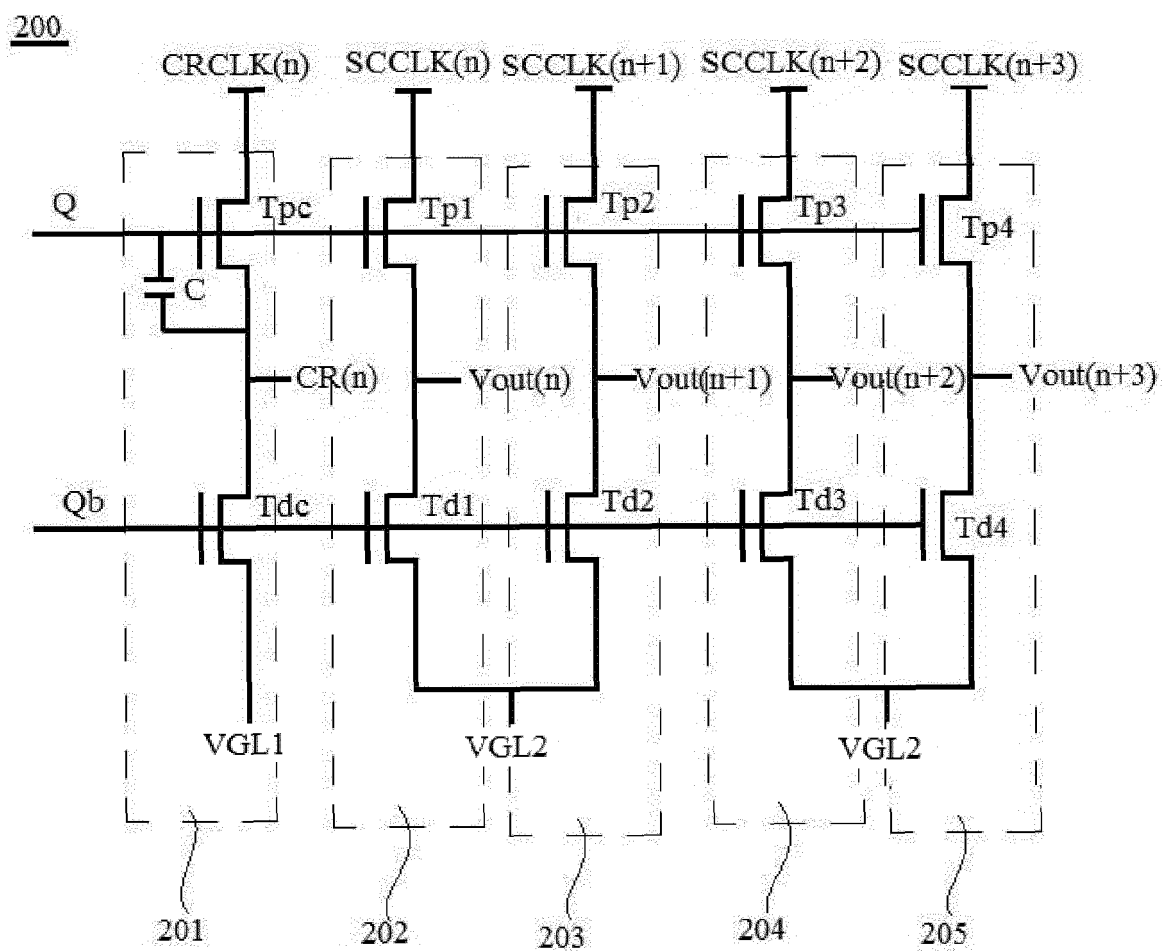 200
CRCLK(n) SCCLK(n) SCCLK(n+1) SCCLK(n+2) SCCLK(n+3)
Q Tpc Tp1 Tp2 Tp3 Tp4
C
CR(n) Vout(n) Vout(n+1) Vout(n+2) Vout(n+3)
Qb Tdc Td1 Td2 Td3 Td4
VGL1 VGL2 VGL2
201 202 203 204 205